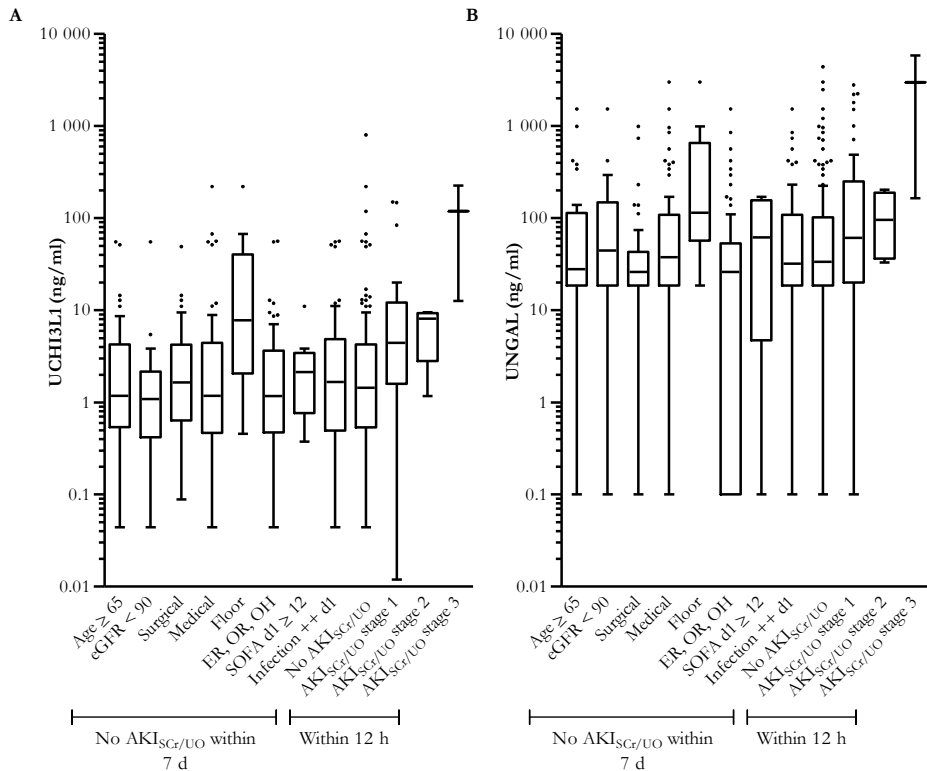 A
10 000
1 000
100
10
1
0.1
0.01
UCHI3L1 (ng/ml)
Age ≥ 65
eGFR < 90
Surgical
Medical
Floor
ER, OR, OH
SOFA d1 ≥ 12
Infection ++ d1
No AKISCr/UO
AKISCr/UO stage 1
AKISCr/UO stage 2
AKISCr/UO stage 3
No AKISCr/UO within
7 d
Within 12 h
B
10 000
1 000
100
10
1
0.1
0.01
UNGAL (ng/ml)
Age ≥ 65
eGFR < 90
Surgical
Medical
Floor
ER, OR, OH
SOFA d1 ≥ 12
Infection ++ d1
No AKISCr/UO
AKISCr/UO stage 1
AKISCr/UO stage 2
AKISCr/UO stage 3
No AKISCr/UO within
7 d
Within 12 h